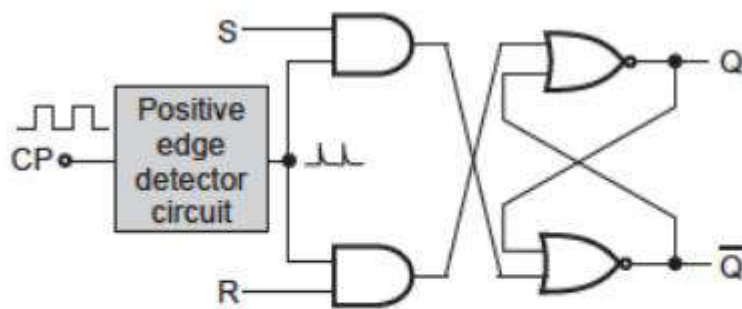 S
Q
Positive
edge
detector
circuit
CP
R
Q̅